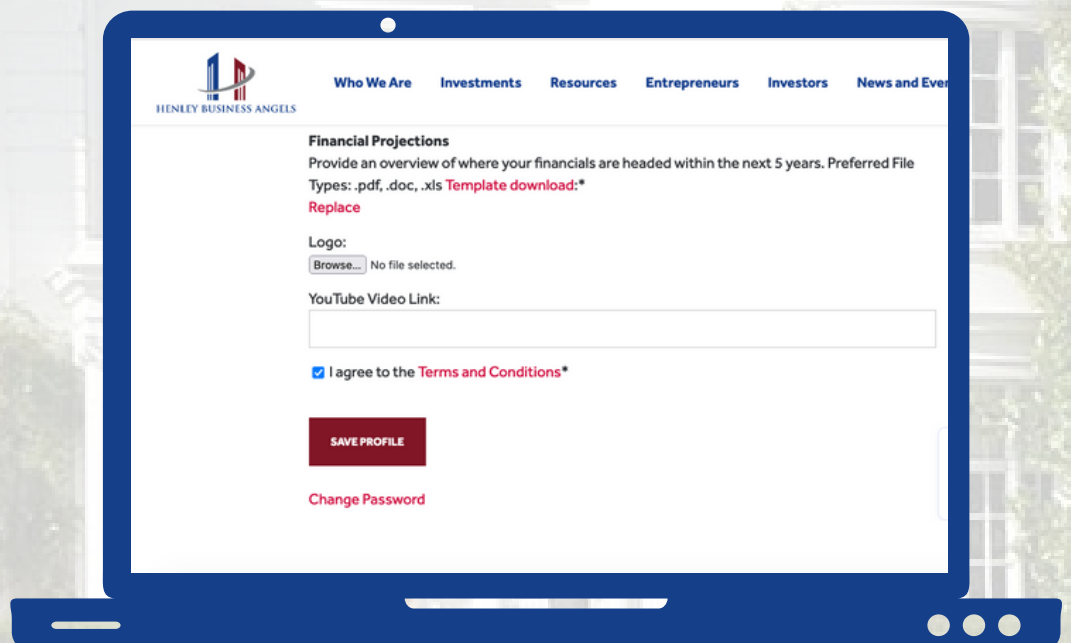 Who We Are Investments Resources Entrepreneurs Investors News and Even
HENLEY BUSINESS ANGELS
Financial Projections
Provide an overview of where your financials are headed within the next 5 years. Preferred File
Types: .pdf, .doc, .xls Template download:*
Replace
Logo:
Browse... No file selected.
YouTube Video Link:
I agree to the Terms and Conditions*
SAVE PROFILE
Change Password